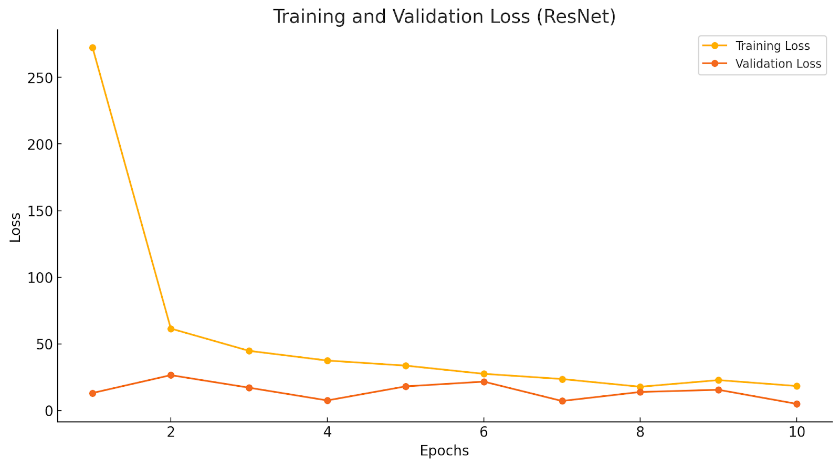 Training and Validation Loss (ResNet)
Training Loss
Validation Loss
250
200
150
100
50
0
Loss
2 4 6 8 10
Epochs